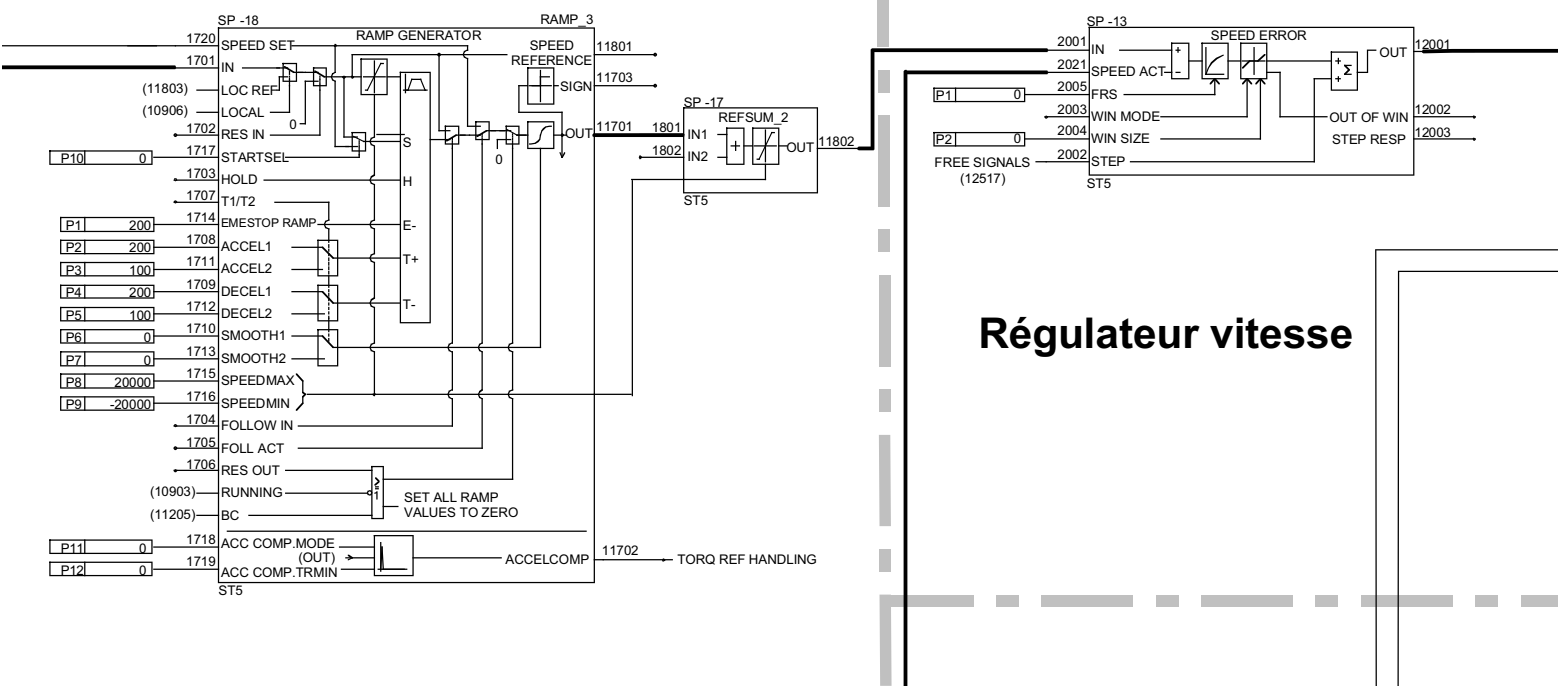 SP -18 RAMP_3
RAMP GENERATOR
1720 SPEED SET SPEED REFERENCE 11801
1701 IN
(11803) LOC REF SIGN 11703
(10906) LOCAL
0
1702 RES IN OUT 11701
P10 0 1717 STARTSEL S 0
1703 HOLD H
1707 T1/T2
P1 200 1714 EMESTOP RAMP E-
P2 200 1708 ACCEL1 T+
P3 100 1711 ACCEL2
P4 200 1709 DECEL1 T-
P5 100 1712 DECEL2
P6 0 1710 SMOOTH1
P7 0 1713 SMOOTH2
P8 20000 1715 SPEEDMAX
P9 -20000 1716 SPEEDMIN
1704 FOLLOW IN
1705 FOLL ACT
1706 RES OUT
(10903) RUNNING ≥1 SET ALL RAMP
(11205) BC VALUES TO ZERO
P11 0 1718 ACC COMP.MODE
(OUT) ACCELCOMP 11702 TORQ REF HANDLING
P12 0 1719 ACC COMP.TRMIN
ST5
SP -17
REFSUM_2
1801 IN1 + OUT 11802
1802 IN2
ST5
SP -13
SPEED ERROR
2001 IN + OUT 12001
2021 SPEED ACT - + + Σ
P1 0 2005 FRS
2003 WIN MODE OUT OF WIN 12002
P2 0 2004 WIN SIZE STEP RESP 12003
FREE SIGNALS 2002 STEP
(12517)
ST5
Régulateur vitesse